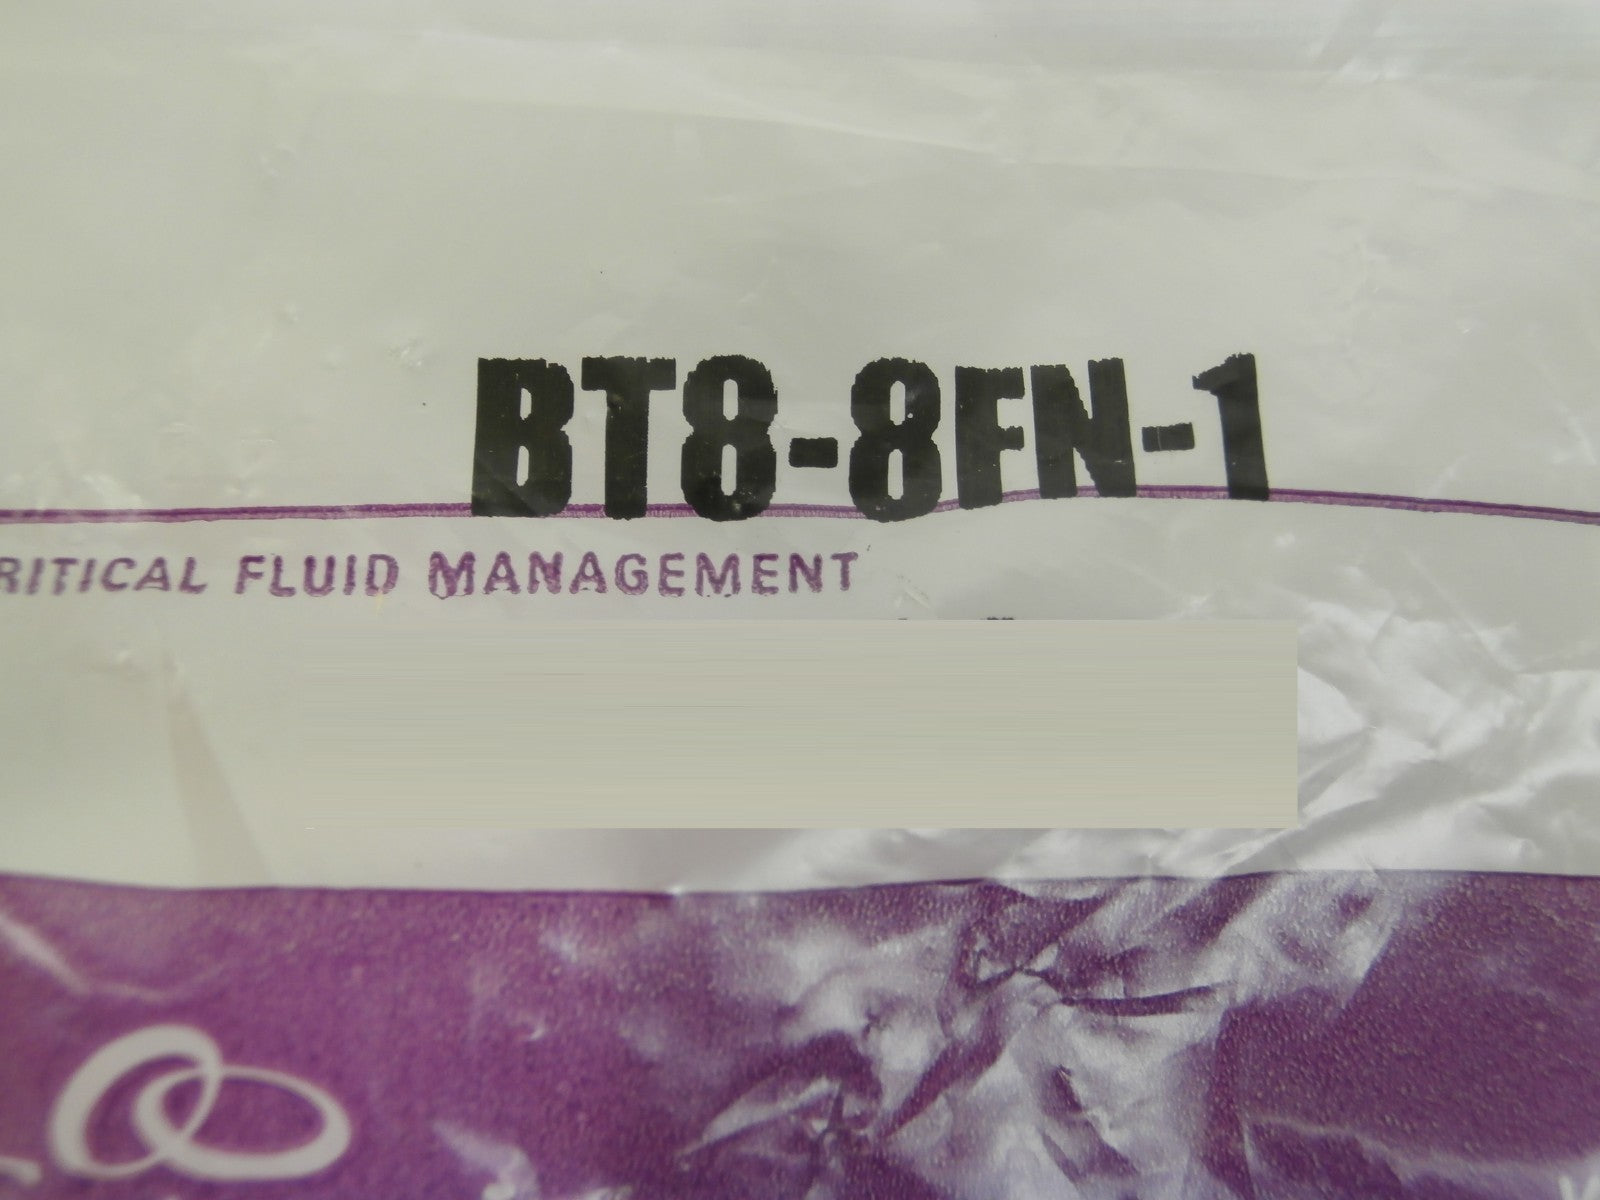 BT8-8FN-1
RITICAL FLUID MANAGEMENT